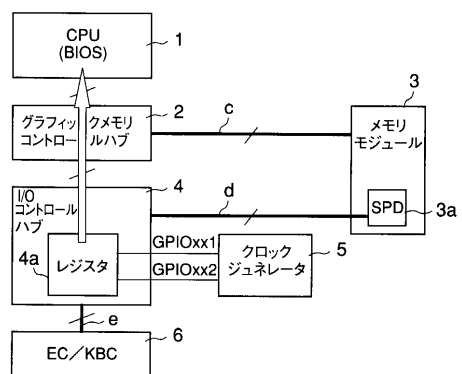 CPU
(BIOS)
1
グラフィックメモリ
コントロールハブ
2
c
3
メモリ
モジュール
I/O
コントロール
ハブ
4
d
SPD
3a
4a
レジスタ
GPIOxx1
GPIOxx2
クロック
ジュネレータ
5
e
6
EC/KBC